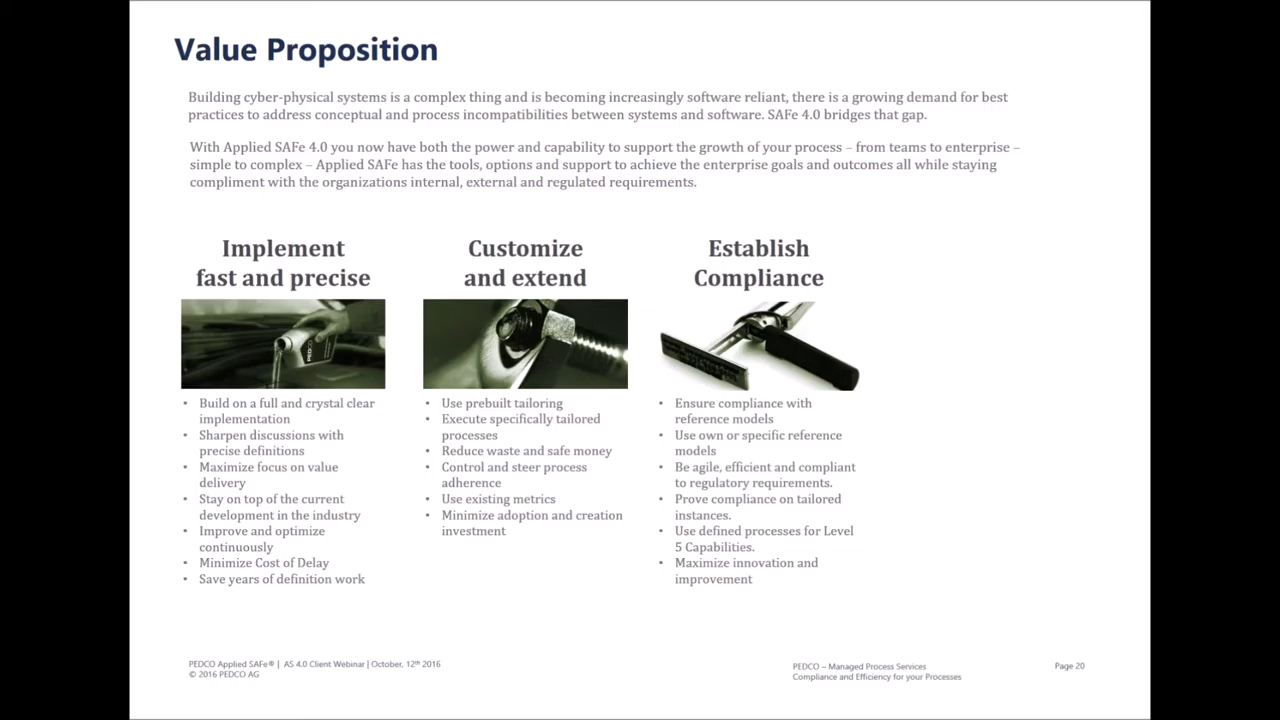 Value Proposition
Building cyber-physical systems is a complex thing and is becoming increasingly software reliant, there is a growing demand for best
practices to address conceptual and process incompatibilities between systems and software. SAFe 4.0 bridges that gap.
With Applied SAFe 4.0 you now have both the power and capability to support the growth of your process – from teams to enterprise –
simple to complex – Applied SAFe has the tools, options and support to achieve the enterprise goals and outcomes all while staying
compliment with the organizations internal, external and regulated requirements.
Implement
fast and precise
PEDCO
• Build on a full and crystal clear
implementation
• Sharpen discussions with
precise definitions
• Maximize focus on value
delivery
• Stay on top of the current
development in the industry
• Improve and optimize
continuously
• Minimize Cost of Delay
• Save years of definition work
Customize
and extend
• Use prebuilt tailoring
• Execute specifically tailored
processes
• Reduce waste and safe money
• Control and steer process
adherence
• Use existing metrics
• Minimize adoption and creation
investment
Establish
Compliance
• Ensure compliance with
reference models
• Use own or specific reference
models
• Be agile, efficient and compliant
to regulatory requirements.
• Prove compliance on tailored
instances.
• Use defined processes for Level
5 Capabilities.
• Maximize innovation and
improvement
PEDCO Applied SAFe® | AS 4.0 Client Webinar | October, 12th 2016
© 2016 PEDCO AG
PEDCO – Managed Process Services
Compliance and Efficiency for your Processes
Page 20